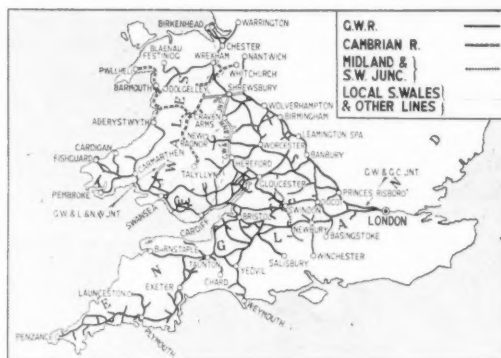 G.W.R.
CAMBRIAN R.
MIDLAND &
S.W. JUNC.
LOCAL S.WALES
& OTHER LINES
BIRKENHEAD
WARRINGTON
CHESTER
NANTWICH
BLAENAU
FESTINIOG
WREXHAM
WHITCHURCH
PWLLHELI
BARMOUTH
DOLGELLEY
SHREWSBURY
WOLVERHAMPTON
BIRMINGHAM
ABERYSTWYTH
CRAVEN
ARMS
LEAMINGTON SPA
NEW
RADNOR
WORCESTER
BANBURY
CARDIGAN
FISHGUARD
CARMARTHEN
HEREFORD
TALYLLYN
GLOUCESTER
G.W.& G.C. JNT
PRINCES RISBORO'
PEMBROKE
SWANSEA
G.W.& L.& N.W. JNT
CARDIFF
BRISTOL
SWINDON
DIDCOT
LONDON
NEWBURY
BASINGSTOKE
BARNSTAPLE
WINCHESTER
SALISBURY
TAUNTON
YEOVIL
CHARD
LAUNCESTON
EXETER
WEYMOUTH
PENZANCE
PLYMOUTH
WALES
ENGLAND